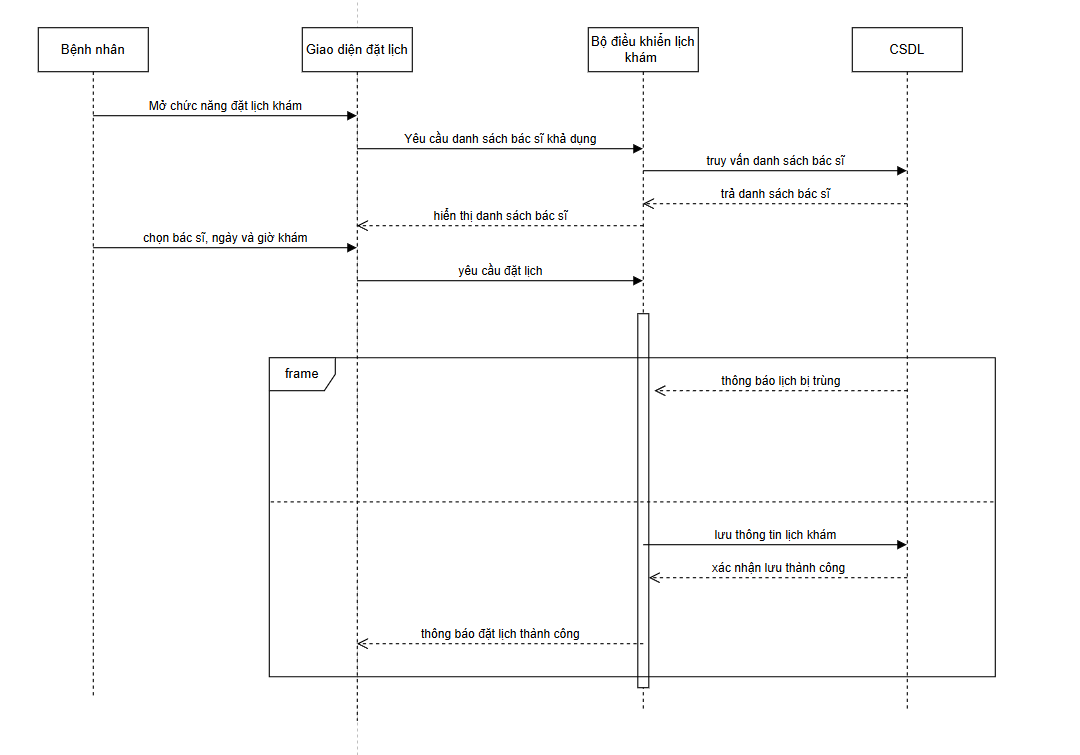 Bệnh nhân
Giao diện đặt lịch
Bộ điều khiển lịch
khám
CSDL
Mở chức năng đặt lịch khám
Yêu cầu danh sách bác sĩ khả dụng
truy vấn danh sách bác sĩ
trả danh sách bác sĩ
hiển thị danh sách bác sĩ
chọn bác sĩ, ngày và giờ khám
yêu cầu đặt lịch
frame
thông báo lịch bị trùng
lưu thông tin lịch khám
xác nhận lưu thành công
thông báo đặt lịch thành công